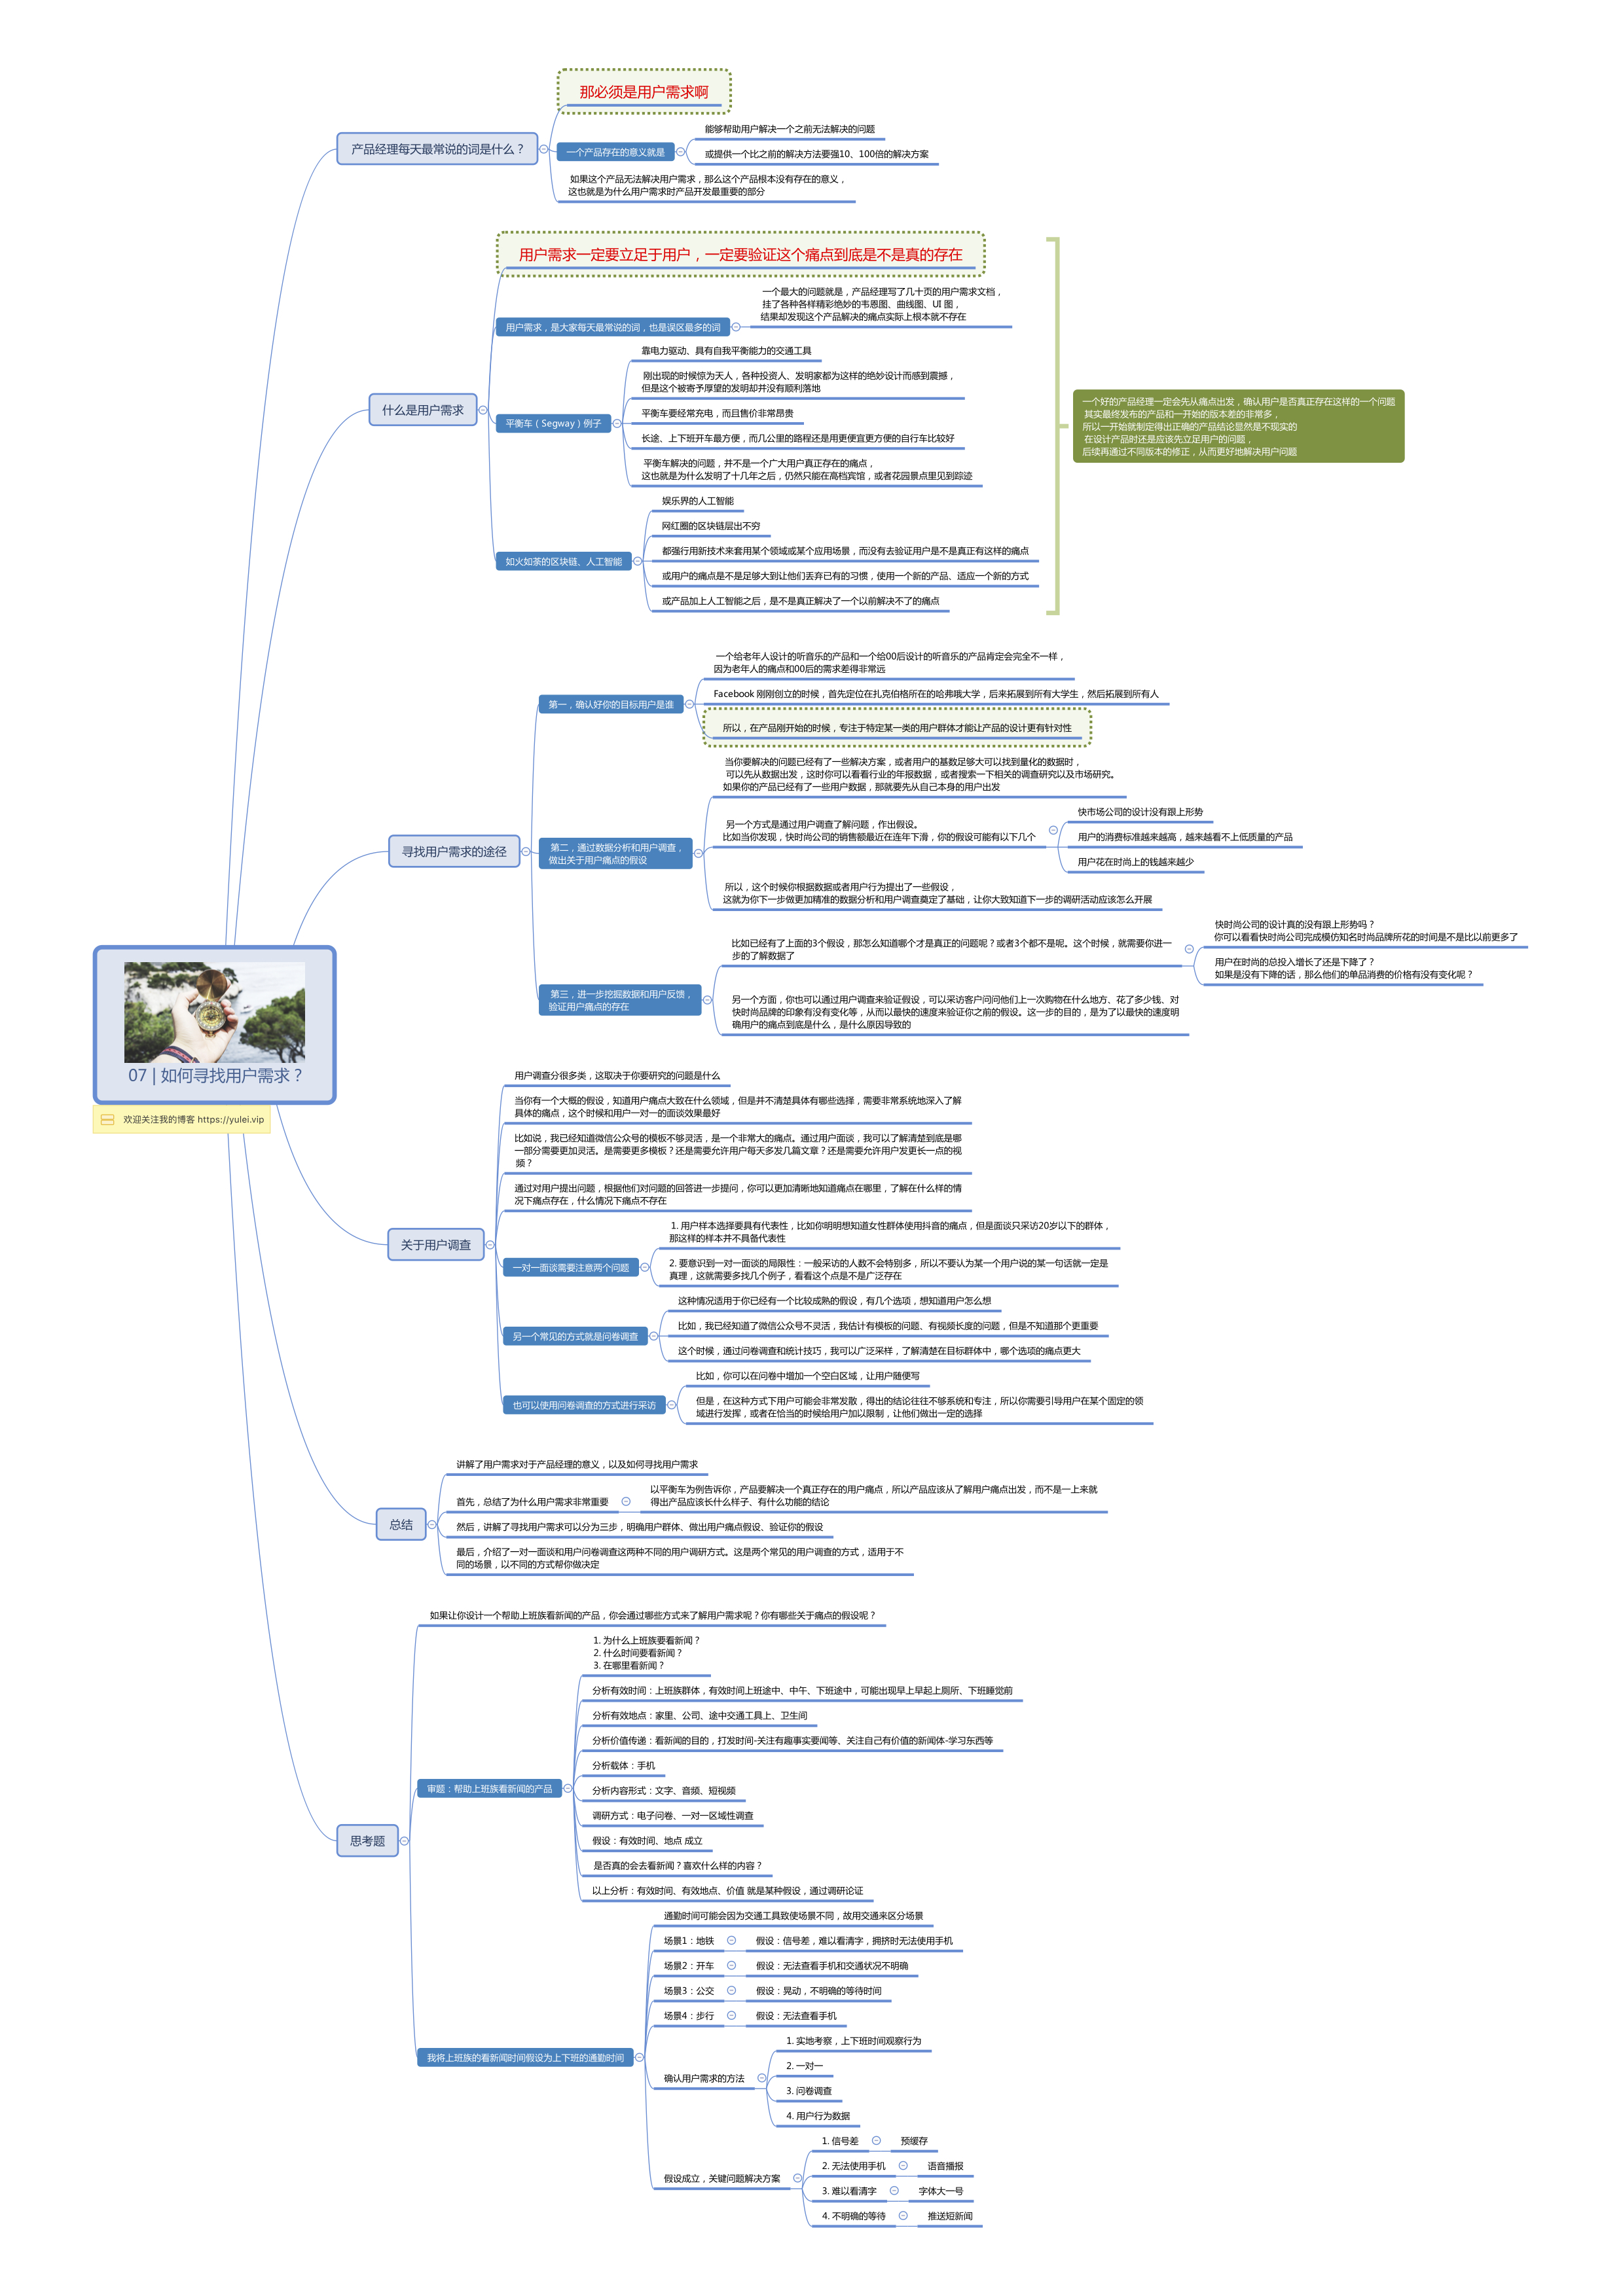 07 | 如何寻找用户需求？
欢迎关注我的博客 https://yulei.vip
产品经理每天最常说的词是什么？
那必须是用户需求啊
一个产品存在的意义就是
能够帮助用户解决一个之前无法解决的问题
或提供一个比之前的解决方法要强10、100倍的解决方案
如果这个产品无法解决用户需求，那么这个产品根本没有存在的意义，
这也就是为什么用户需求时产品开发最重要的部分
什么是用户需求
用户需求一定要立足于用户，一定要验证这个痛点到底是不是真的存在
用户需求，是大家每天最常说的词，也是误区最多的词
一个最大的问题就是，产品经理写了几十页的用户需求文档，
挂了各种各样精彩绝妙的韦恩图、曲线图、UI 图，
结果却发现这个产品解决的痛点实际上根本就不存在
平衡车（Segway）例子
靠电力驱动、具有自我平衡能力的交通工具
刚出现的时候惊为天人，各种投资人、发明家都为这样的绝妙设计而感到震撼，
但是这个被寄予厚望的发明却并没有顺利落地
平衡车要经常充电，而且售价非常昂贵
长途、上下班开车最方便，而几公里的路程还是用更便宜更方便的自行车比较好
平衡车解决的问题，并不是一个广大用户真正存在的痛点，
这也就是为什么发明了十几年之后，仍然只能在高档宾馆，或者花园景点里见到踪迹
如火如荼的区块链、人工智能
娱乐界的人工智能
网红圈的区块链层出不穷
都强行用新技术来套用某个领域或某个应用场景，而没有去验证用户是不是真正有这样的痛点
或用户的痛点是不是足够大到让他们丢弃已有的习惯，使用一个新的产品、适应一个新的方式
或产品加上人工智能之后，是不是真正解决了一个以前解决不了的痛点
一个好的产品经理一定会先从痛点出发，确认用户是否真正存在这样的一个问题
其实最终发布的产品和一开始的版本差的非常多，
所以一开始就制定得出正确的产品结论显然是不现实的
在设计产品时还是应该先立足用户的问题，
后续再通过不同版本的修正，从而更好地解决用户问题
寻找用户需求的途径
第一，确认好你的目标用户是谁
一个给老年人设计的听音乐的产品和一个给00后设计的听音乐的产品肯定会完全不一样，
因为老年人的痛点和00后的需求差得非常远
Facebook 刚刚创立的时候，首先定位在扎克伯格所在的哈弗哦大学，后来拓展到所有大学生，然后拓展到所有人
所以，在产品刚开始的时候，专注于特定某一类的用户群体才能让产品的设计更有针对性
第二，通过数据分析和用户调查，
做出关于用户痛点的假设
当你要解决的问题已经有了一些解决方案，或者用户的基数足够大可以找到量化的数据时，
可以先从数据出发，这时你可以看看行业的年报数据，或者搜索一下相关的调查研究以及市场研究。
如果你的产品已经有了一些用户数据，那就要先从自己本身的用户出发
另一个方式是通过用户调查了解问题，作出假设。
比如当你发现，快时尚公司的销售额最近在连年下滑，你的假设可能有以下几个
快市场公司的设计没有跟上形势
用户的消费标准越来越高，越来越看不上低质量的产品
用户花在时尚上的钱越来越少
所以，这个时候你根据数据或者用户行为提出了一些假设，
这就为你下一步做更加精准的数据分析和用户调查奠定了基础，让你大致知道下一步的调研活动应该怎么开展
第三，进一步挖掘数据和用户反馈，
验证用户痛点的存在
比如已经有了上面的3个假设，那怎么知道哪个才是真正的问题呢？或者3个都不是呢。这个时候，就需要你进一
步的了解数据了
快时尚公司的设计真的没有跟上形势吗？
你可以看看快时尚公司完成模仿知名时尚品牌所花的时间是不是比以前更多了
用户在时尚的总投入增长了还是下降了？
如果是没有下降的话，那么他们的单品消费的价格有没有变化呢？
另一个方面，你也可以通过用户调查来验证假设，可以采访客户问问他们上一次购物在什么地方、花了多少钱、对
快时尚品牌的印象有没有变化等，从而以最快的速度来验证你之前的假设。这一步的目的，是为了以最快的速度明
确用户的痛点到底是什么，是什么原因导致的
关于用户调查
用户调查分很多类，这取决于你要研究的问题是什么
当你有一个大概的假设，知道用户痛点大致在什么领域，但是并不清楚具体有哪些选择，需要非常系统地深入了解
具体的痛点，这个时候和用户一对一的面谈效果最好
比如说，我已经知道微信公众号的模板不够灵活，是一个非常大的痛点。通过用户面谈，我可以了解清楚到底是哪
一部分需要更加灵活。是需要更多模板？还是需要允许用户每天多发几篇文章？还是需要允许用户发更长一点的视
频？
通过对用户提出问题，根据他们对问题的回答进一步提问，你可以更加清晰地知道痛点在哪里，了解在什么样的情
况下痛点存在，什么情况下痛点不存在
一对一面谈需要注意两个问题
1. 用户样本选择要具有代表性，比如你明明想知道女性群体使用抖音的痛点，但是面谈只采访20岁以下的群体，
那这样的样本并不具备代表性
2. 要意识到一对一面谈的局限性：一般采访的人数不会特别多，所以不要认为某一个用户说的某一句话就一定是
真理，这就需要多找几个例子，看看这个点是不是广泛存在
另一个常见的方式就是问卷调查
这种情况适用于你已经有一个比较成熟的假设，有几个选项，想知道用户怎么想
比如，我已经知道了微信公众号不灵活，我估计有模板的问题、有视频长度的问题，但是不知道那个更重要
这个时候，通过问卷调查和统计技巧，我可以广泛采样，了解清楚在目标群体中，哪个选项的痛点更大
也可以使用问卷调查的方式进行采访
比如，你可以在问卷中增加一个空白区域，让用户随便写
但是，在这种方式下用户可能会非常发散，得出的结论往往不够系统和专注，所以你需要引导用户在某个固定的领
域进行发挥，或者在恰当的时候给用户加以限制，让他们做出一定的选择
总结
讲解了用户需求对于产品经理的意义，以及如何寻找用户需求
首先，总结了为什么用户需求非常重要
以平衡车为例告诉你，产品要解决一个真正存在的用户痛点，所以产品应该从了解用户痛点出发，而不是一上来就
得出产品应该长什么样子、有什么功能的结论
然后，讲解了寻找用户需求可以分为三步，明确用户群体、做出用户痛点假设、验证你的假设
最后，介绍了一对一面谈和用户问卷调查这两种不同的用户调研方式。这是两个常见的用户调查的方式，适用于不
同的场景，以不同的方式帮你做决定
思考题
如果让你设计一个帮助上班族看新闻的产品，你会通过哪些方式来了解用户需求呢？你有哪些关于痛点的假设呢？
审题：帮助上班族看新闻的产品
1. 为什么上班族要看新闻？
2. 什么时间要看新闻？
3. 在哪里看新闻？
分析有效时间：上班族群体，有效时间上班途中、中午、下班途中，可能出现早上早起上厕所、下班睡觉前
分析有效地点：家里、公司、途中交通工具上、卫生间
分析价值传递：看新闻的目的，打发时间-关注有趣事实要闻等、关注自己有价值的新闻体-学习东西等
分析载体：手机
分析内容形式：文字、音频、短视频
调研方式：电子问卷、一对一区域性调查
假设：有效时间、地点 成立
是否真的会去看新闻？喜欢什么样的内容？
以上分析：有效时间、有效地点、价值 就是某种假设，通过调研论证
我将上班族的看新闻时间假设为上下班的通勤时间
通勤时间可能会因为交通工具致使场景不同，故用交通来区分场景
场景1：地铁
假设：信号差，难以看清字，拥挤时无法使用手机
场景2：开车
假设：无法查看手机和交通状况不明确
场景3：公交
假设：晃动，不明确的等待时间
场景4：步行
假设：无法查看手机
确认用户需求的方法
1. 实地考察，上下班时间观察行为
2. 一对一
3. 问卷调查
4. 用户行为数据
假设成立，关键问题解决方案
1. 信号差
预缓存
2. 无法使用手机
语音播报
3. 难以看清字
字体大一号
4. 不明确的等待
推送短新闻